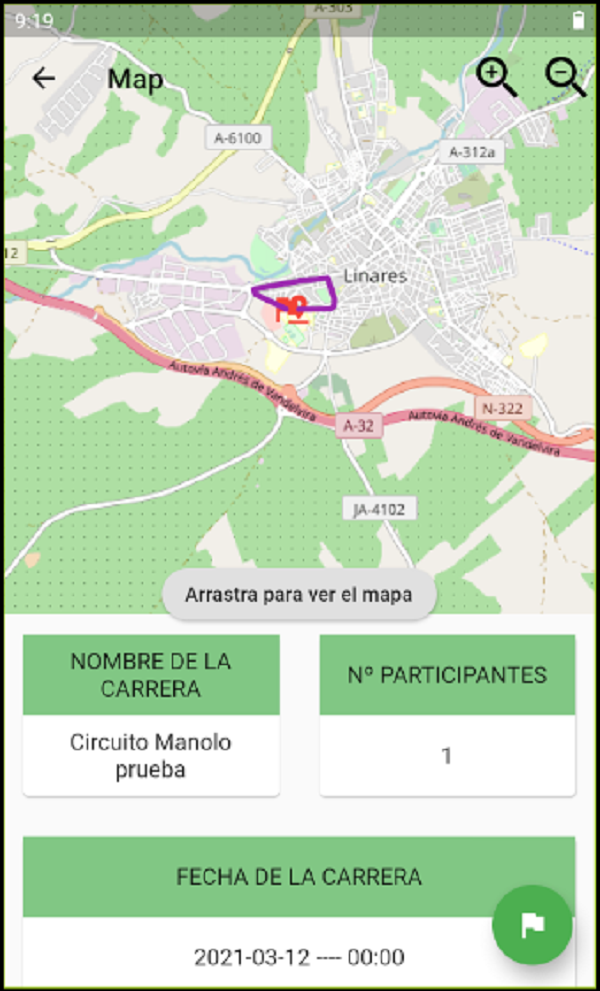 9:19
A-303
Map
A-6100
A-312a
12
Linares
Autovía Andrés de Vandelvira
A-32
Autovía Andrés de Vandelvira
N-322
JA-4102
Arrastra para ver el mapa
NOMBRE DE LA
CARRERA
Nº PARTICIPANTES
Circuito Manolo
prueba
1
FECHA DE LA CARRERA
2021-03-12 ---- 00:00